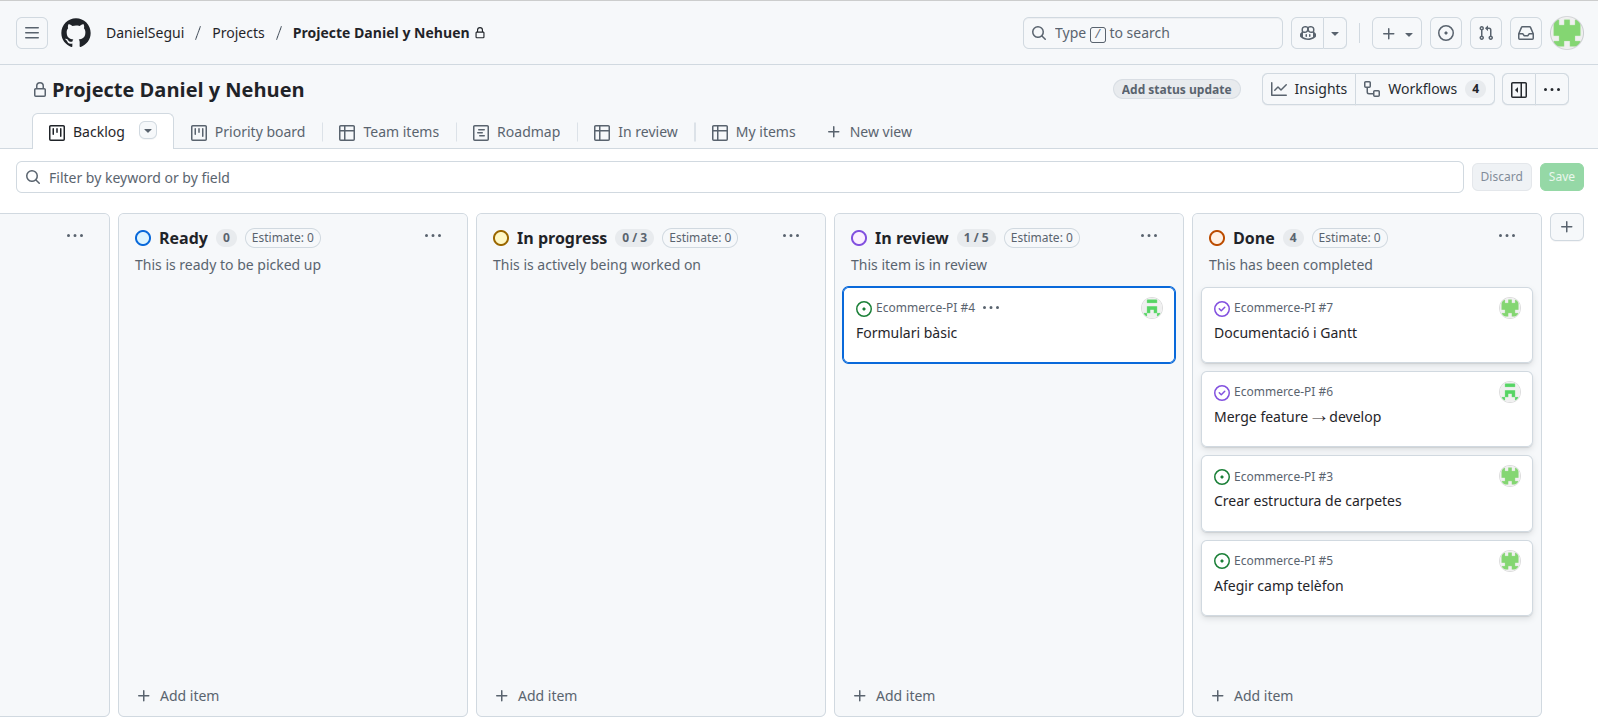 DanielSegui / Projects / Projecte Daniel y Nehuen
Type / to search
Projecte Daniel y Nehuen
Add status update
Insights
Workflows 4
Backlog
Priority board
Team items
Roadmap
In review
My items
New view
Filter by keyword or by field
Discard
Save
Ready 0 Estimate: 0
This is ready to be picked up
Add item
In progress 0 / 3 Estimate: 0
This is actively being worked on
Add item
In review 1 / 5 Estimate: 0
This item is in review
Ecommerce-PI #4
Formulari bàsic
Add item
Done 4 Estimate: 0
This has been completed
Ecommerce-PI #7
Documentació i Gantt
Ecommerce-PI #6
Merge feature → develop
Ecommerce-PI #3
Crear estructura de carpetes
Ecommerce-PI #5
Afegir camp telèfon
Add item